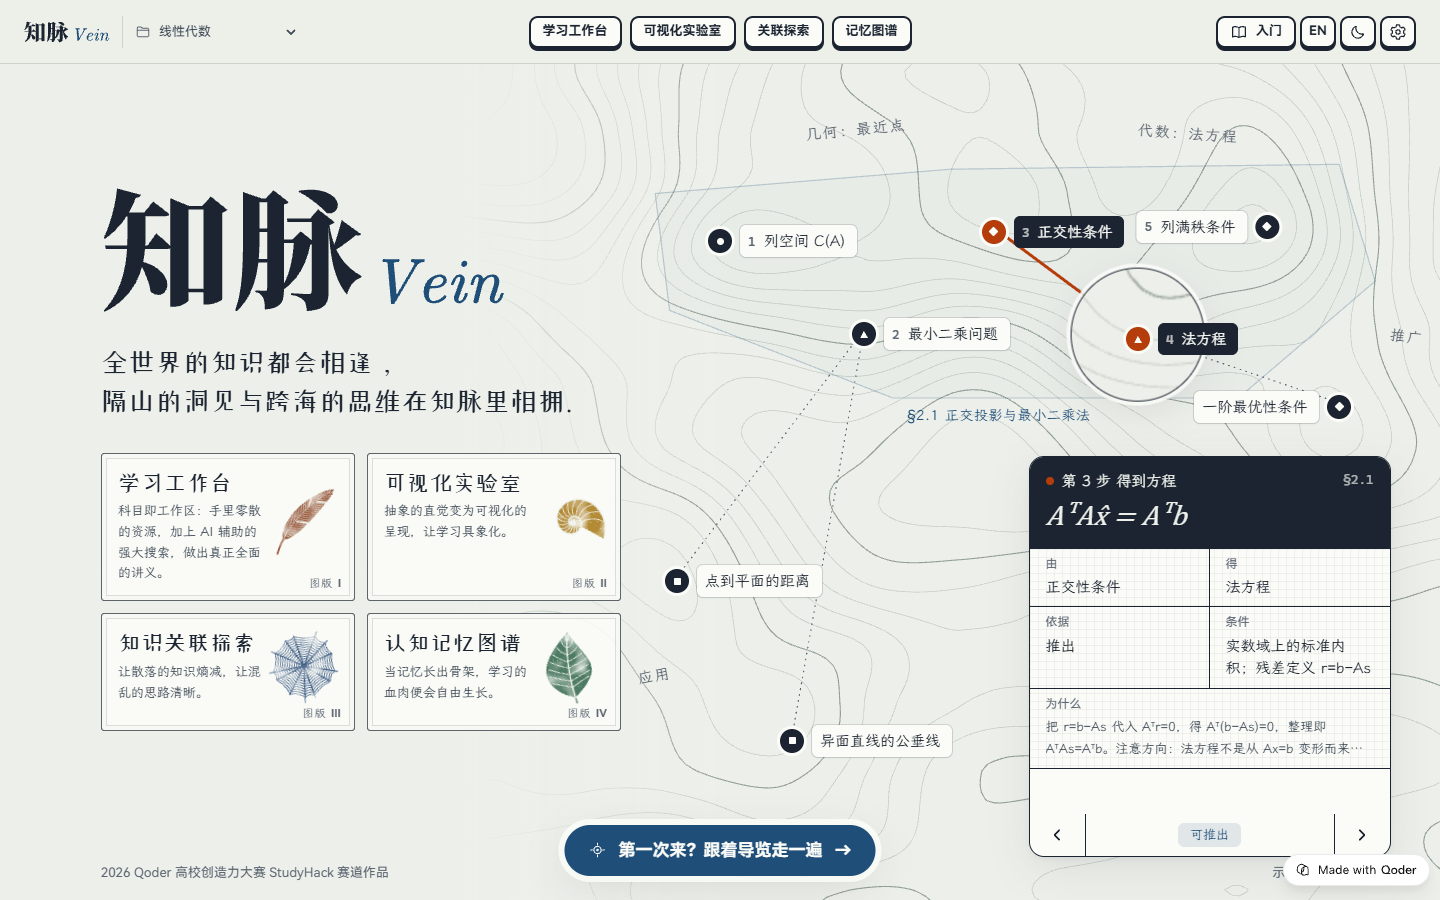 知脉 Vein
线性代数
学习工作台
可视化实验室
关联探索
记忆图谱
入门
EN
几何：最近点
代数：法方程
推广
应用
知脉 Vein
全世界的知识都会相逢，
隔山的洞见与跨海的思维在知脉里相拥.
学习工作台
科目即工作区：手里零散
的资源，加上 AI 辅助的
强大搜索，做出真正全面
的讲义。
图版 I
可视化实验室
抽象的直觉变为可视化的
呈现，让学习具象化。
图版 II
知识关联探索
让散落的知识熵减，让混
乱的思路清晰。
图版 III
认知记忆图谱
当记忆长出骨架，学习的
血肉便会自由生长。
图版 IV
1 列空间 C(A)
3 正交性条件
5 列满秩条件
2 最小二乘问题
4 法方程
一阶最优性条件
§2.1 正交投影与最小二乘法
点到平面的距离
异面直线的公垂线
第 3 步 得到方程
§2.1
AᵀAx̂ = Aᵀb
由
正交性条件
得
法方程
依据
推出
条件
实数域上的标准内
积；残差定义 r=b−As
为什么
把 r=b−As 代入 Aᵀr=0，得 Aᵀ(b−As)=0，整理即
AᵀAs=Aᵀb。注意方向：法方程不是从 Ax=b 变形而来…
可推出
第一次来？跟着导览走一遍 →
2026 Qoder 高校创造力大赛 StudyHack 赛道作品
示
Made with Qoder